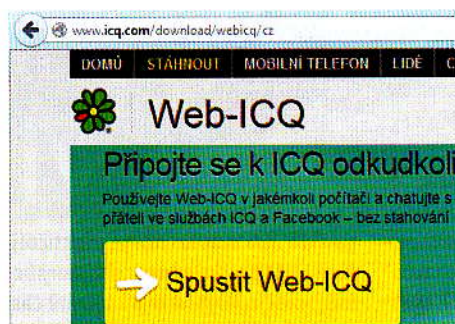 www.icq.com/download/webicq/cz
DOMŮ STÁHNOUT MOBILNÍ TELEFON LIDÉ
Web-ICQ
Připojte se k ICQ odkudkoli
Používejte Web-ICQ v jakémkoli počítači a chatujte s
přáteli ve službách ICQ a Facebook – bez stahování
Spustit Web-ICQ